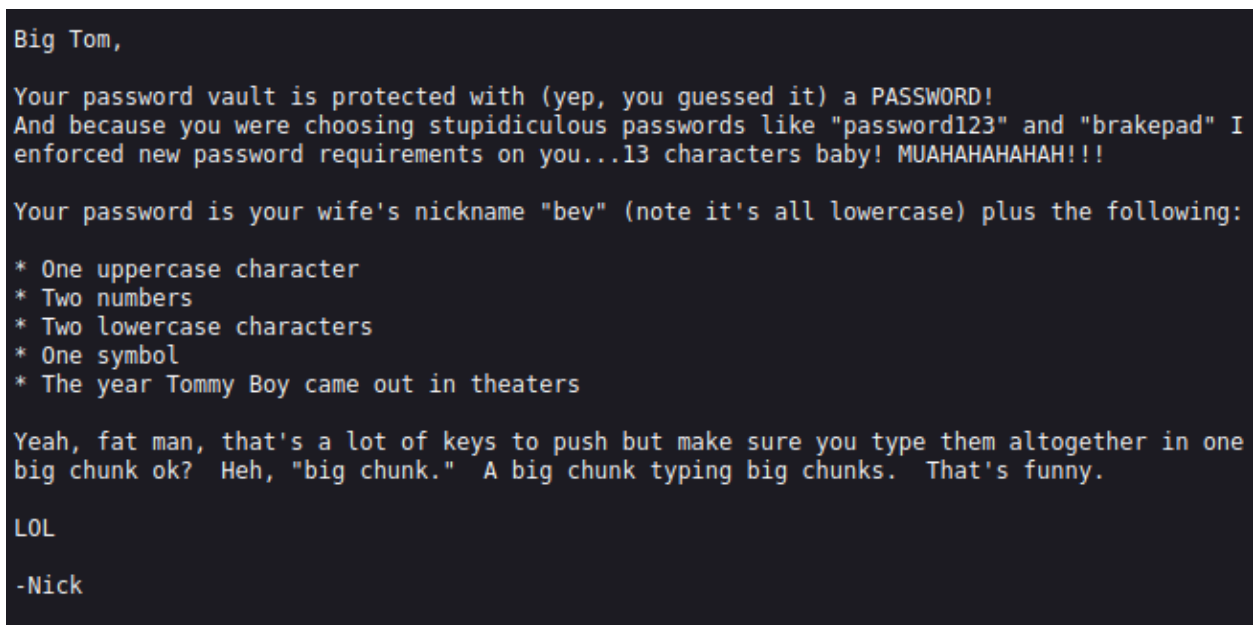 Big Tom,
Your password vault is protected with (yep, you guessed it) a PASSWORD!
And because you were choosing stupidiculous passwords like "password123" and "brakepad" I
enforced new password requirements on you...13 characters baby! MUAHAHAHAHAH!!!
Your password is your wife's nickname "bev" (note it's all lowercase) plus the following:
* One uppercase character
* Two numbers
* Two lowercase characters
* One symbol
* The year Tommy Boy came out in theaters
Yeah, fat man, that's a lot of keys to push but make sure you type them altogether in one
big chunk ok?  Heh, "big chunk."  A big chunk typing big chunks.  That's funny.
LOL
-Nick